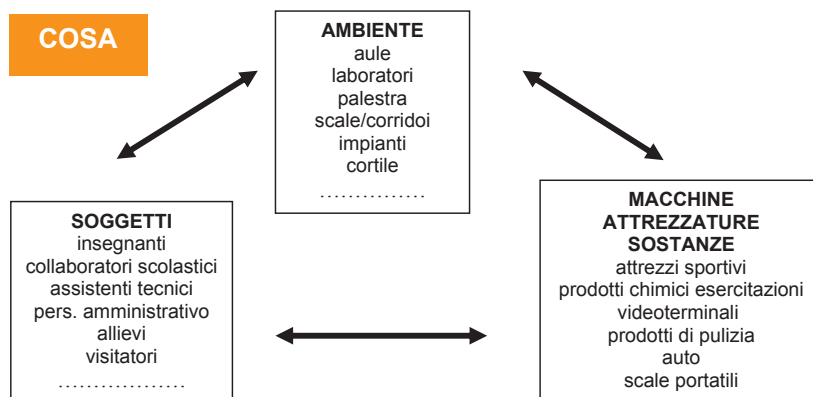 COSA
AMBIENTE
aule
laboratori
palestra
scale/corridoi
impianti
cortile
……………
SOGGETTI
insegnanti
collaboratori scolastici
assistenti tecnici
pers. amministrativo
allievi
visitatori
………………
MACCHINE
ATTREZZATURE
SOSTANZE
attrezzi sportivi
prodotti chimici esercitazioni
videoterminali
prodotti di pulizia
auto
scale portatili